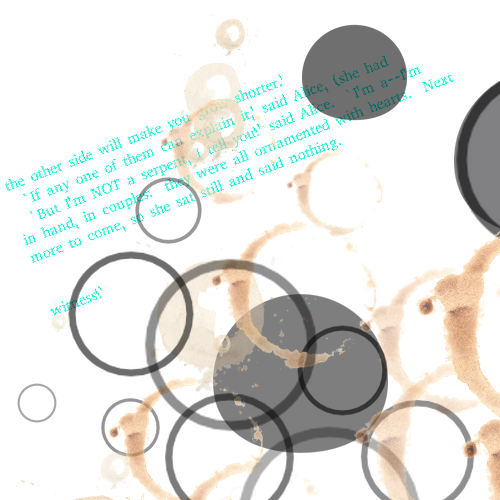 the other side will make you grow shorter.'
`If any one of them can explain it,' said Alice, (she had
`But I'm NOT a serpent, I tell you!' said Alice. `I'm a--I'm
in hand, in couples: they were all ornamented with hearts. Next
more to come, so she sat still and said nothing.
witness!'